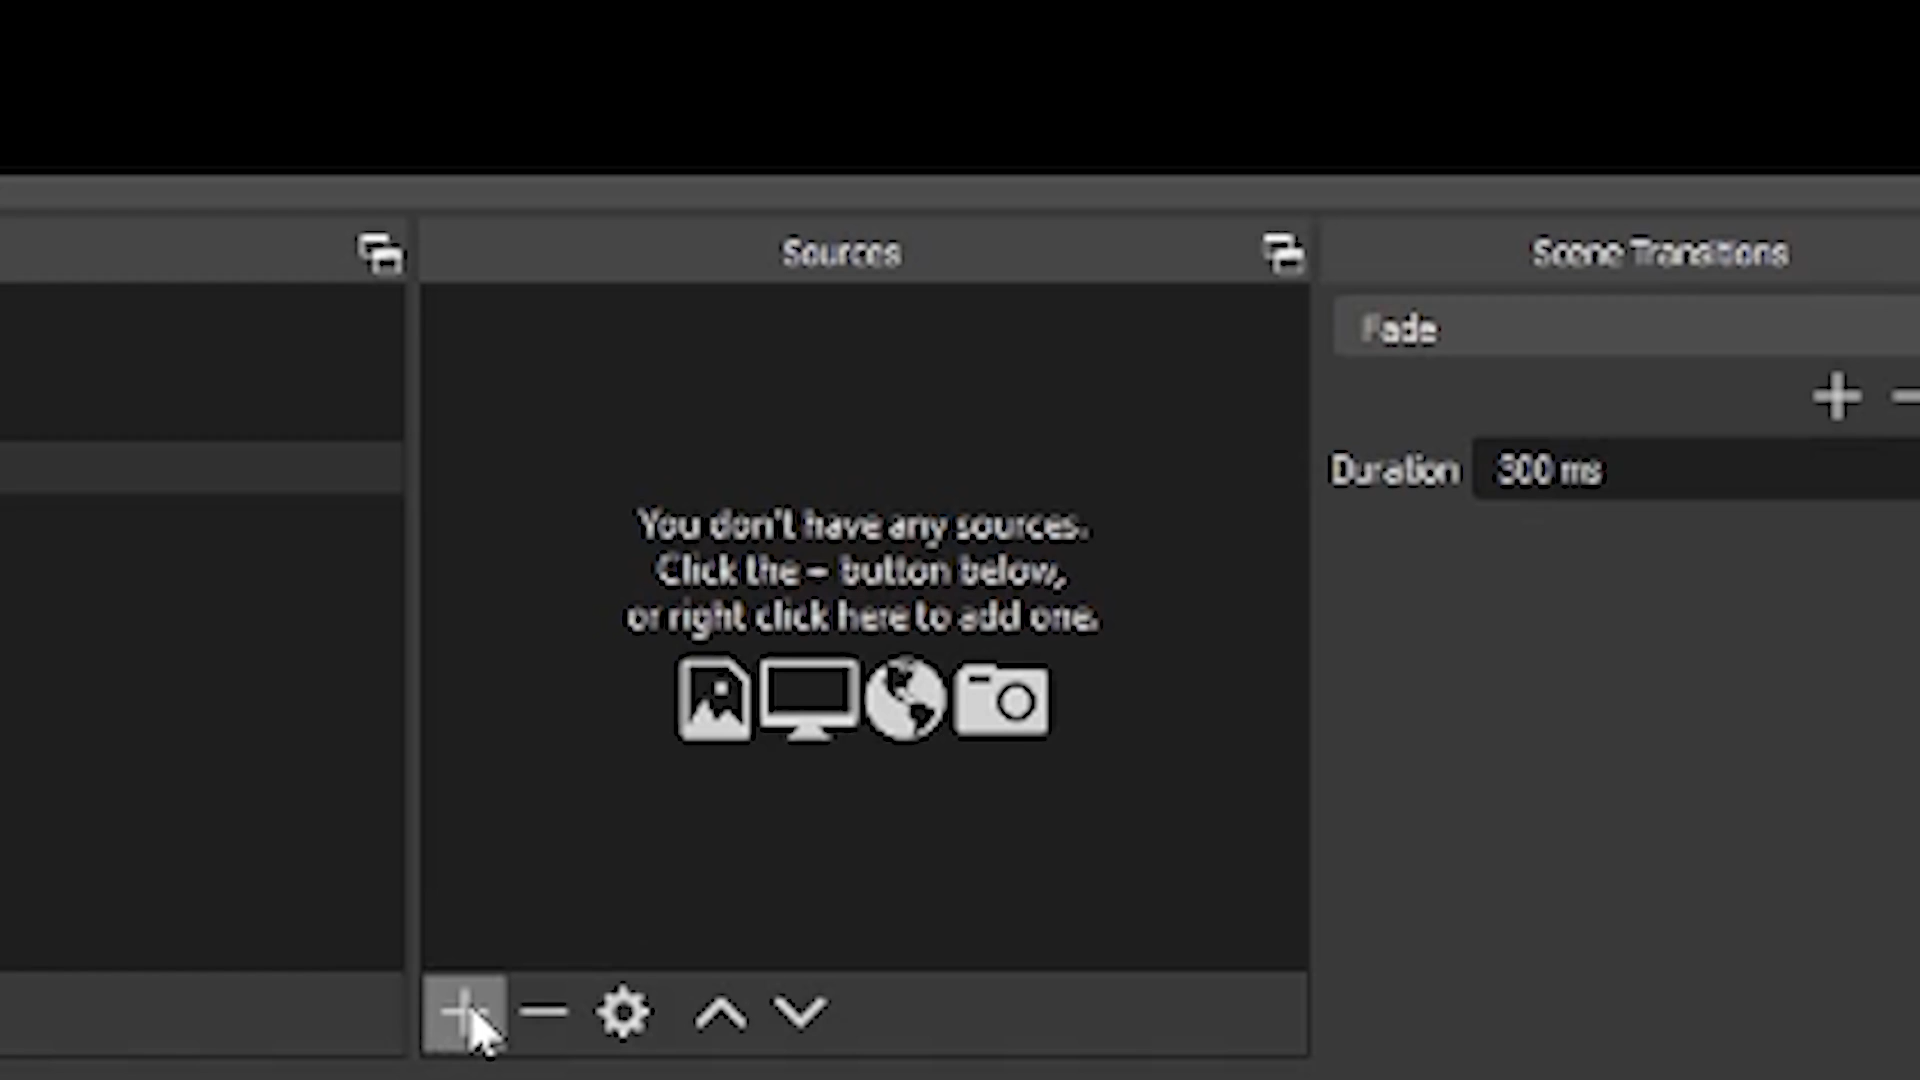 Sources
Scene Transitions
Fade
Duration 300 ms
You don't have any sources.
Click the + button below,
or right click here to add one.